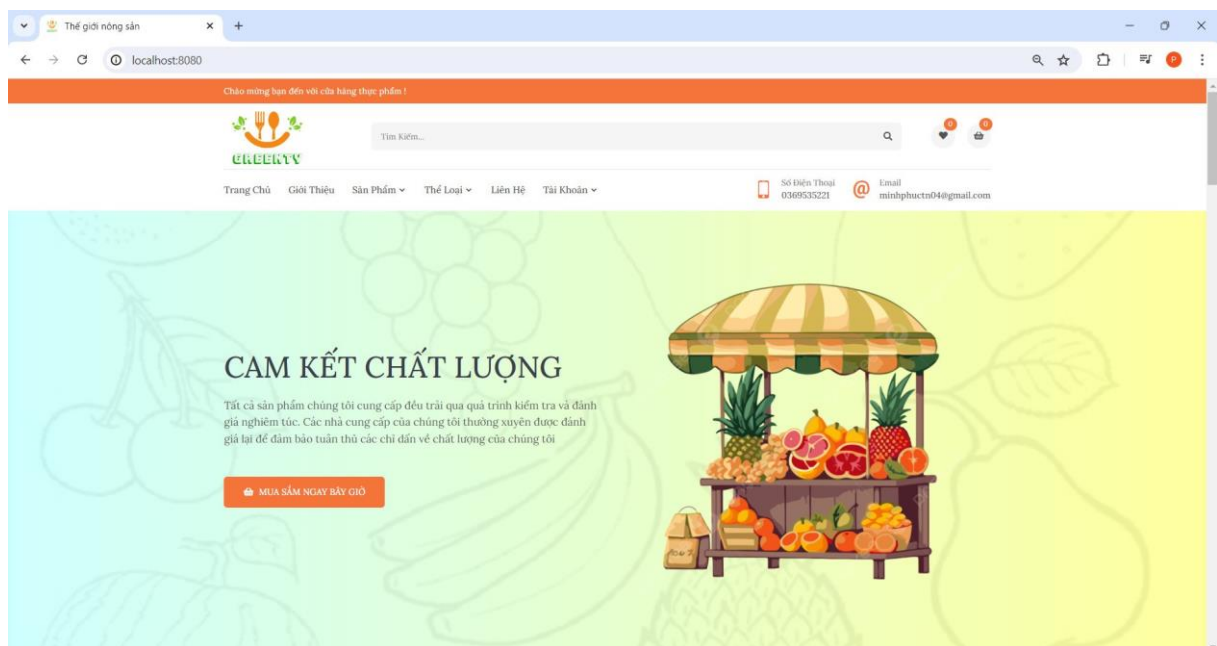 Thế giới nông sản
localhost:8080
P
Chào mừng bạn đến với cửa hàng thực phẩm !
GREENTY
Tìm Kiếm...
0
0
Trang Chủ Giới Thiệu Sản Phẩm Thể Loại Liên Hệ Tài Khoản
Số Điện Thoại
0369535221
Email
minhphuctn04@gmail.com
CAM KẾT CHẤT LƯỢNG
Tất cả sản phẩm chúng tôi cung cấp đều trải qua quá trình kiểm tra và đánh
giá nghiêm túc. Các nhà cung cấp của chúng tôi thường xuyên được đánh
giá lại để đảm bảo tuân thủ các chỉ dẫn về chất lượng của chúng tôi
MUA SẮM NGAY BÂY GIỜ